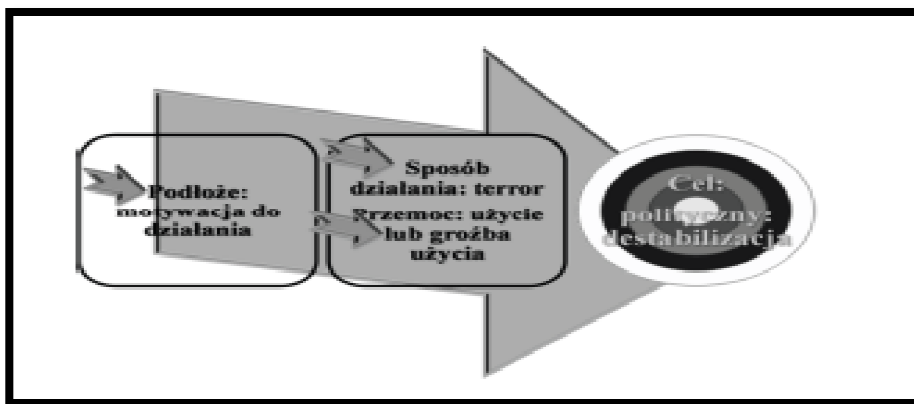 Podłoże:
motywacja do
działania
Sposób
działania: terror
Przemoc: użycie
lub groźba
użycia
Cel:
polityczny:
destabilizacja